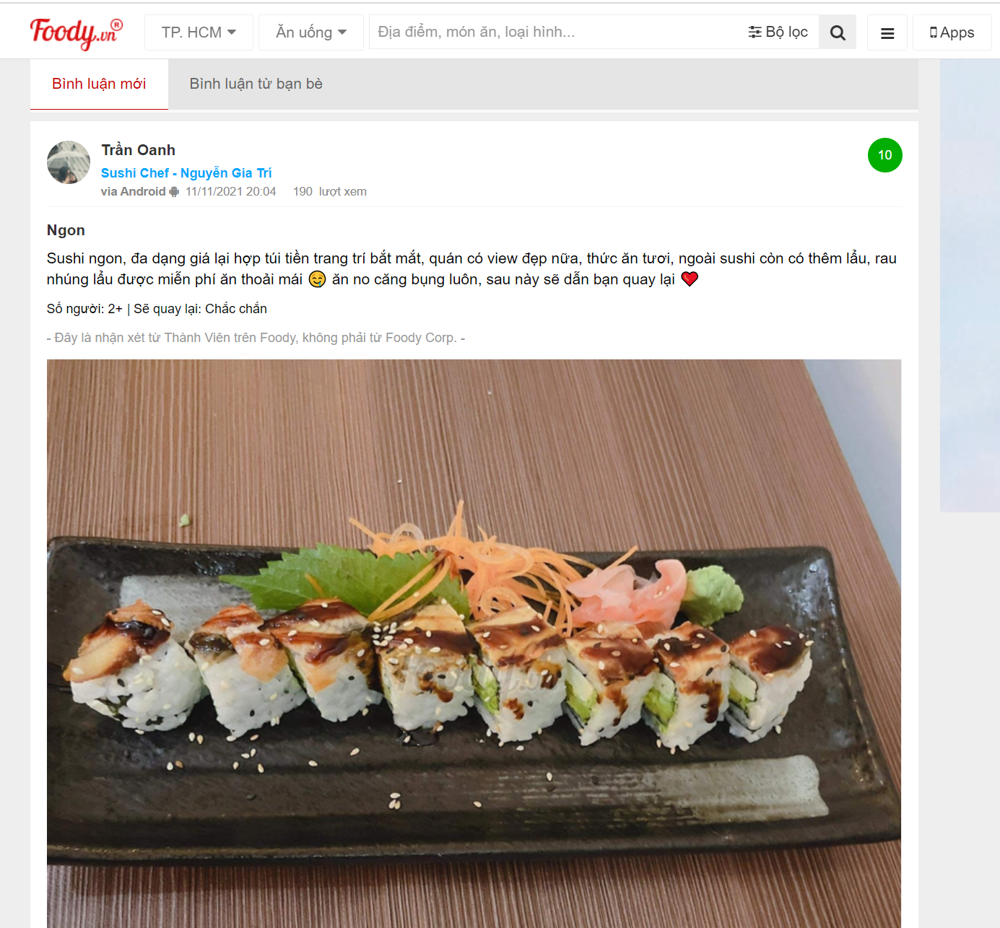 Foody.vn®
TP. HCM
Ăn uống
Địa điểm, món ăn, loại hình...
Bộ lọc
Apps
Bình luận mới
Bình luận từ bạn bè
Trần Oanh
10
Sushi Chef - Nguyễn Gia Trí
via Android 11/11/2021 20:04 190 lượt xem
Ngon
Sushi ngon, đa dạng giá lại hợp túi tiền trang trí bắt mắt, quán có view đẹp nữa, thức ăn tươi, ngoài sushi còn có thêm lẩu, rau
nhúng lẩu được miễn phí ăn thoải mái 🤤 ăn no căng bụng luôn, sau này sẽ dẫn bạn quay lại ❤️
Số người: 2+ | Sẽ quay lại: Chắc chắn
- Đây là nhận xét từ Thành Viên trên Foody, không phải từ Foody Corp. -
Foody.vn